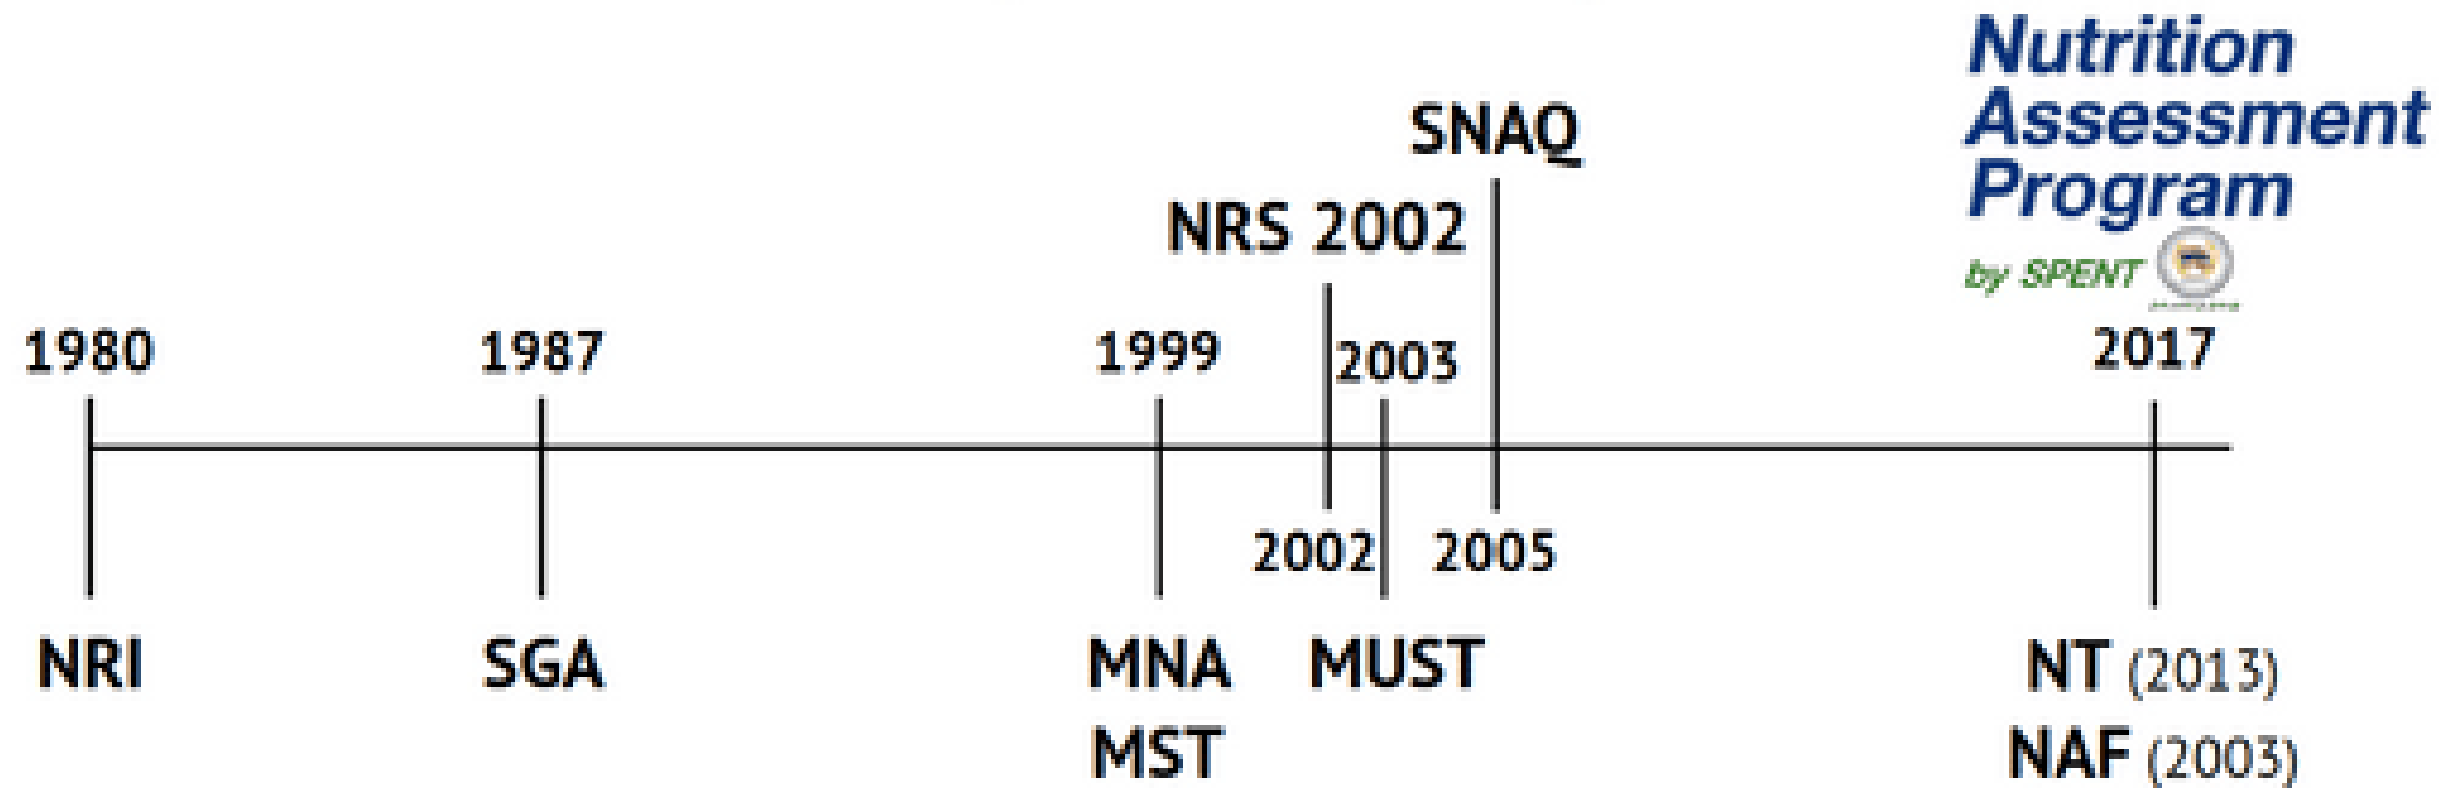 Nutrition
Assessment
Program
by SPENT
SNAQ
NRS 2002
1980
1987
1999
2003
2017
2002
2005
NRI
SGA
MNA
MUST
NT (2013)
MST
NAF (2003)